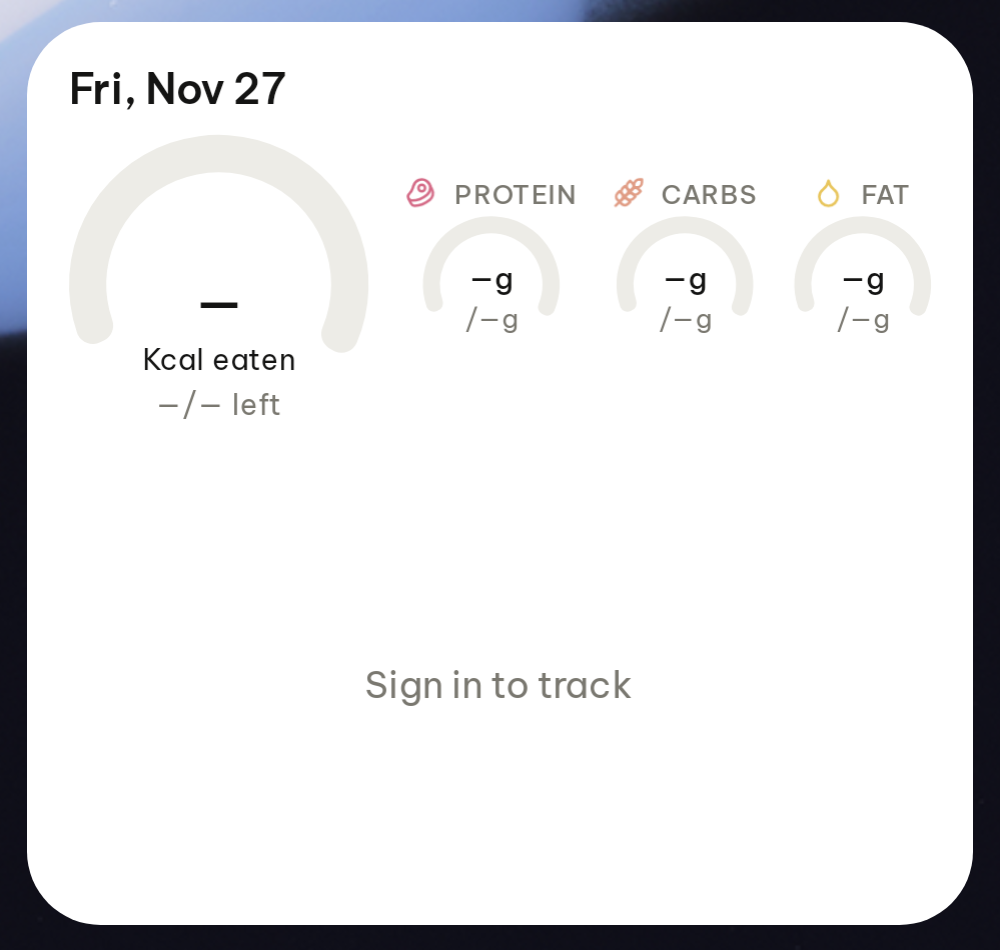 Fri, Nov 27
PROTEIN
CARBS
FAT
–g
/–g
–g
/–g
–g
/–g
–
Kcal eaten
–/– left
Sign in to track